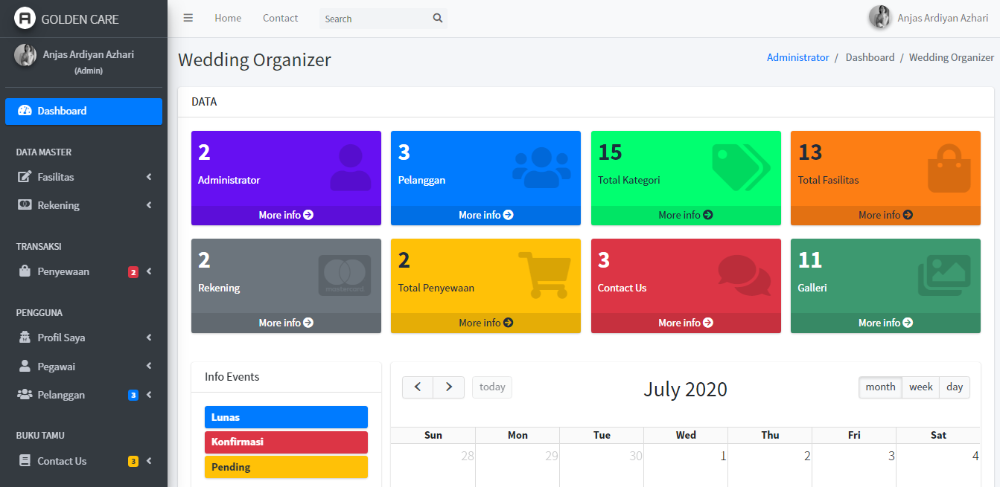 GOLDEN CARE
Anjas Ardiyan Azhari
(Admin)
Dashboard
DATA MASTER
Fasilitas
Rekening
TRANSAKSI
Penyewaan 2
PENGGUNA
Profil Saya
Pegawai
Pelanggan 3
BUKU TAMU
Contact Us 3
Home Contact Search Anjas Ardiyan Azhari
Wedding Organizer
Administrator / Dashboard / Wedding Organizer
DATA
2
Administrator
More info
3
Pelanggan
More info
15
Total Kategori
More info
13
Total Fasilitas
More info
2
Rekening
mastercard
More info
2
Total Penyewaan
More info
3
Contact Us
More info
11
Galleri
More info
Info Events
Lunas
Konfirmasi
Pending
today
July 2020
month week day
Sun Mon Tue Wed Thu Fri Sat
28 29 30 1 2 3 4